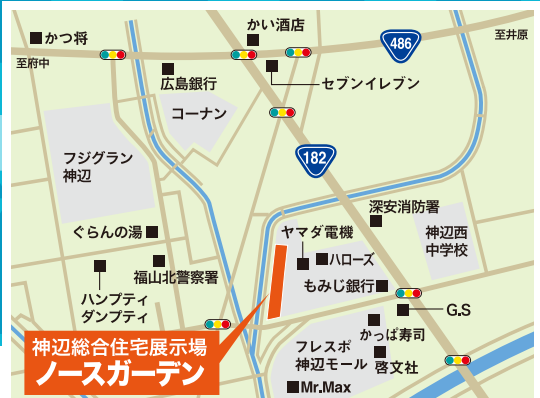 かつ将
至府中
かい酒店
486
至井原
広島銀行
セブンイレブン
コーナン
182
フジグラン
神辺
深安消防署
ぐらんの湯
ヤマダ電機
神辺西
中学校
ハローズ
福山北警察署
もみじ銀行
ハンプティ
ダンプティ
G.S
神辺総合住宅展示場
ノースガーデン
フレスポ
神辺モール
かっぱ寿司
啓文社
Mr.Max